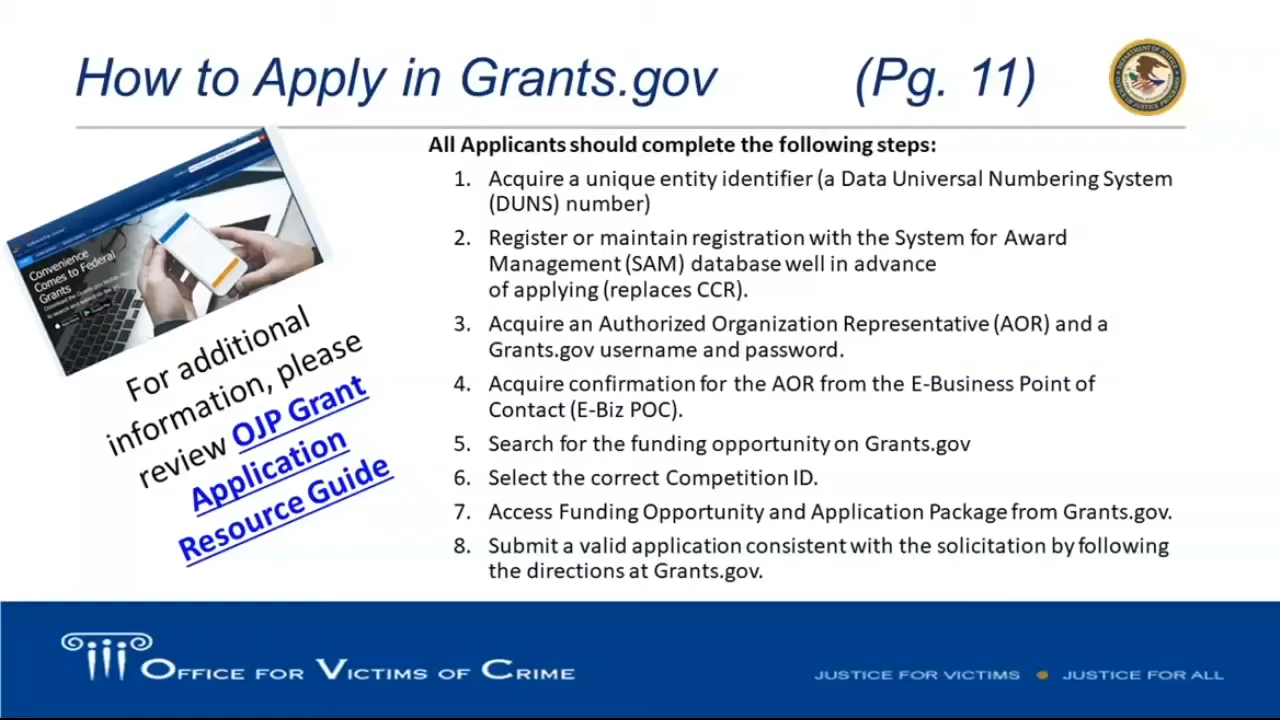 How to Apply in Grants.gov (Pg. 11)
All Applicants should complete the following steps:
1. Acquire a unique entity identifier (a Data Universal Numbering System
(DUNS) number)
2. Register or maintain registration with the System for Award
Management (SAM) database well in advance
of applying (replaces CCR).
3. Acquire an Authorized Organization Representative (AOR) and a
Grants.gov username and password.
4. Acquire confirmation for the AOR from the E-Business Point of
Contact (E-Biz POC).
5. Search for the funding opportunity on Grants.gov
6. Select the correct Competition ID.
7. Access Funding Opportunity and Application Package from Grants.gov.
8. Submit a valid application consistent with the solicitation by following
the directions at Grants.gov.
Convenience
Comes to Federal
Grants
For additional
information, please
review OJP Grant
Application
Resource Guide
OFFICE FOR VICTIMS OF CRIME
JUSTICE FOR VICTIMS • JUSTICE FOR ALL